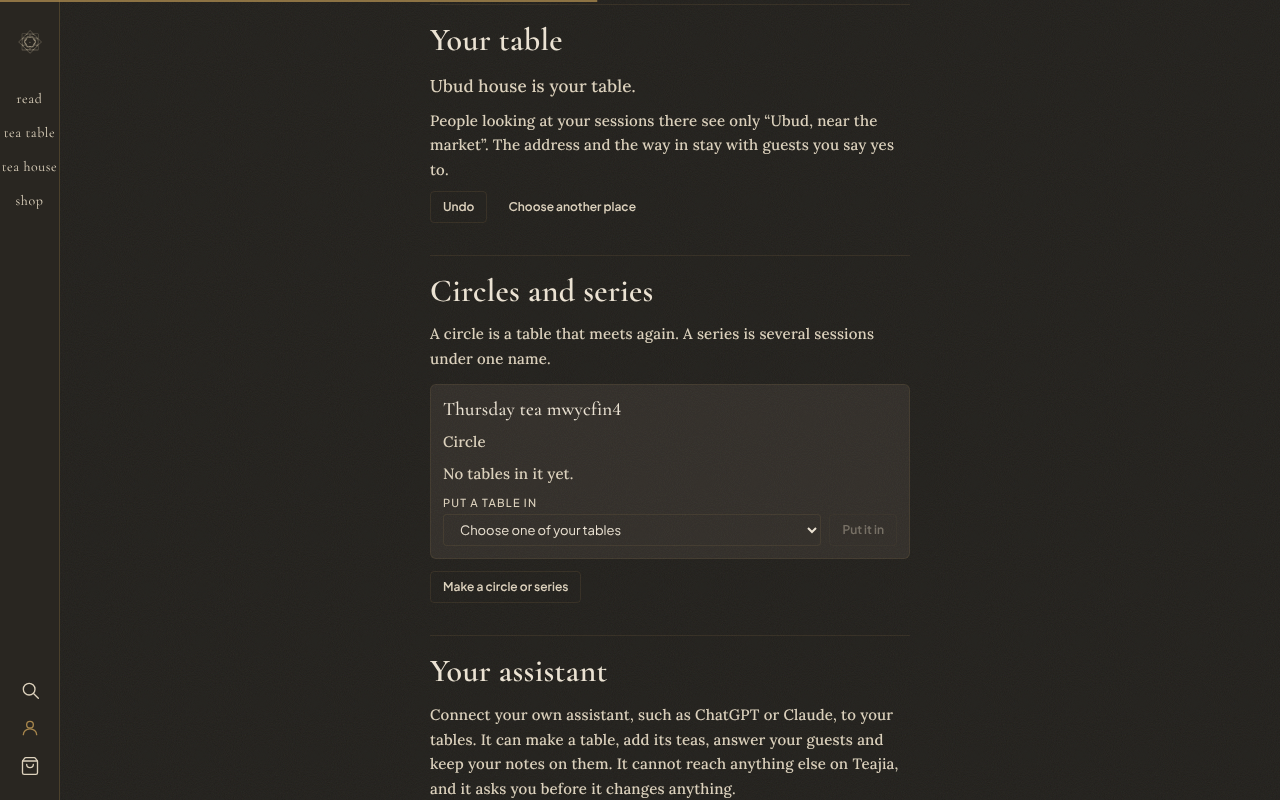 read
tea table
tea house
shop
Your table
Ubud house is your table.
People looking at your sessions there see only “Ubud, near the
market”. The address and the way in stay with guests you say yes
to.
Undo
Choose another place
Circles and series
A circle is a table that meets again. A series is several sessions
under one name.
Thursday tea mwycfin4
Circle
No tables in it yet.
PUT A TABLE IN
Choose one of your tables
Put it in
Make a circle or series
Your assistant
Connect your own assistant, such as ChatGPT or Claude, to your
tables. It can make a table, add its teas, answer your guests and
keep your notes on them. It cannot reach anything else on Teajia,
and it asks you before it changes anything.